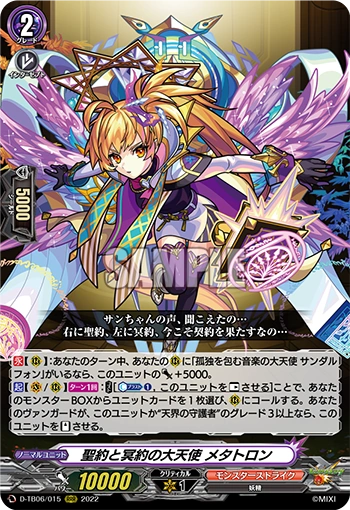 2
グレード
インターセプト
5000
シールド
SAMPLE
サンちゃんの声、聞こえたの…
右に聖約、左に冥約、今こそ契約を果たすなの…
永【R】：あなたのターン中、あなたの【R】に「孤独を包む音楽の大天使 サンダル
フォン」がいるなら、このユニットの+5000。
起【R】ターン1回：【コスト】【ブラスト1、このユニットを させる】ことで、あなたの
モンスターBOXからユニットカードを1枚選び、【R】にコールする。あなた
のヴァンガードが、このユニットか"天界の守護者"のグレード3以上なら、この
ユニットを させる。
ノーマルユニット
聖約と冥約の大天使 メタトロン
D-TB06/015 RRR 2022
パワー 10000
クリティカル
1
モンスターストライク
妖精
©MIXI